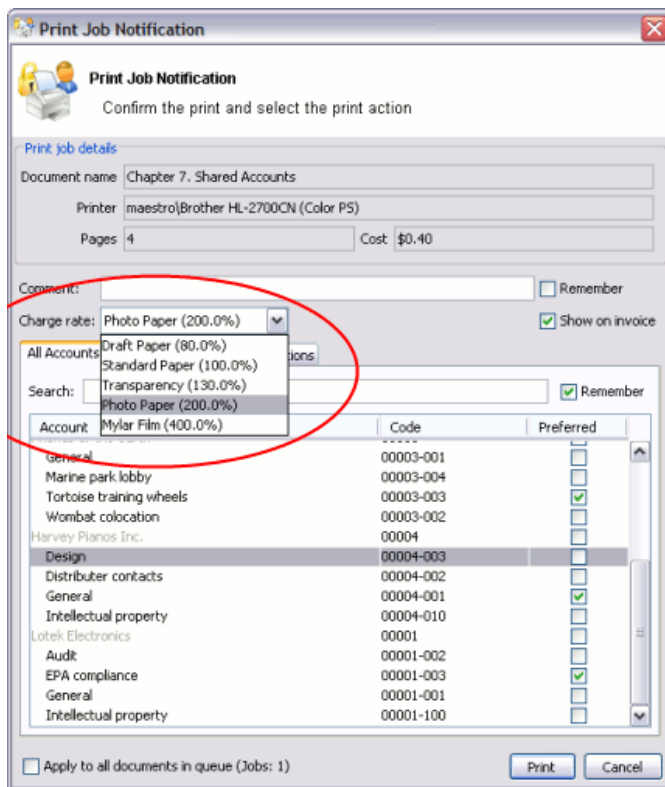 Print Job Notification
Print Job Notification
Confirm the print and select the print action
Print job details
Document name Chapter 7. Shared Accounts
Printer maestro\Brother HL-2700CN (Color PS)
Pages 4 Cost $0.40
Comment: Remember
Charge rate: Photo Paper (200.0%) Show on invoice
Draft Paper (80.0%)
Standard Paper (100.0%)
Transparency (130.0%)
Photo Paper (200.0%)
Mylar Film (400.0%)
All Accounts
Search: Remember
Account Code Preferred
General 00003-001
Marine park lobby 00003-004
Tortoise training wheels 00003-003
Wombat colocation 00003-002
Harvey Pianos Inc. 00004
Design 00004-003
Distributer contacts 00004-002
General 00004-001
Intellectual property 00004-010
Lotek Electronics 00001
Audit 00001-002
EPA compliance 00001-003
General 00001-001
Intellectual property 00001-100
Apply to all documents in queue (Jobs: 1) Print Cancel